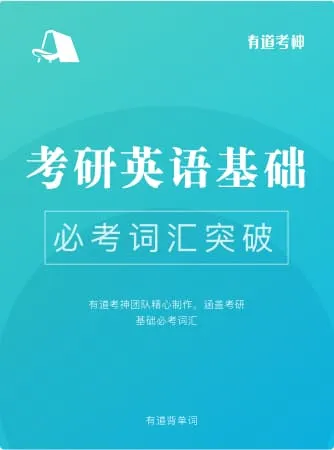 有道考神
考研英语基础
必考词汇突破
有道考神团队精心制作，涵盖考研
基础必考词汇
有道背单词